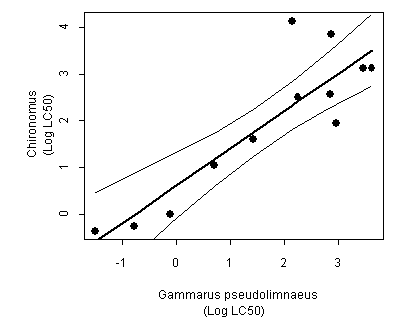 4
3
2
1
0
Chironomus
(Log LC50)
-1 0 1 2 3
Gammarus pseudolimnaeus
(Log LC50)